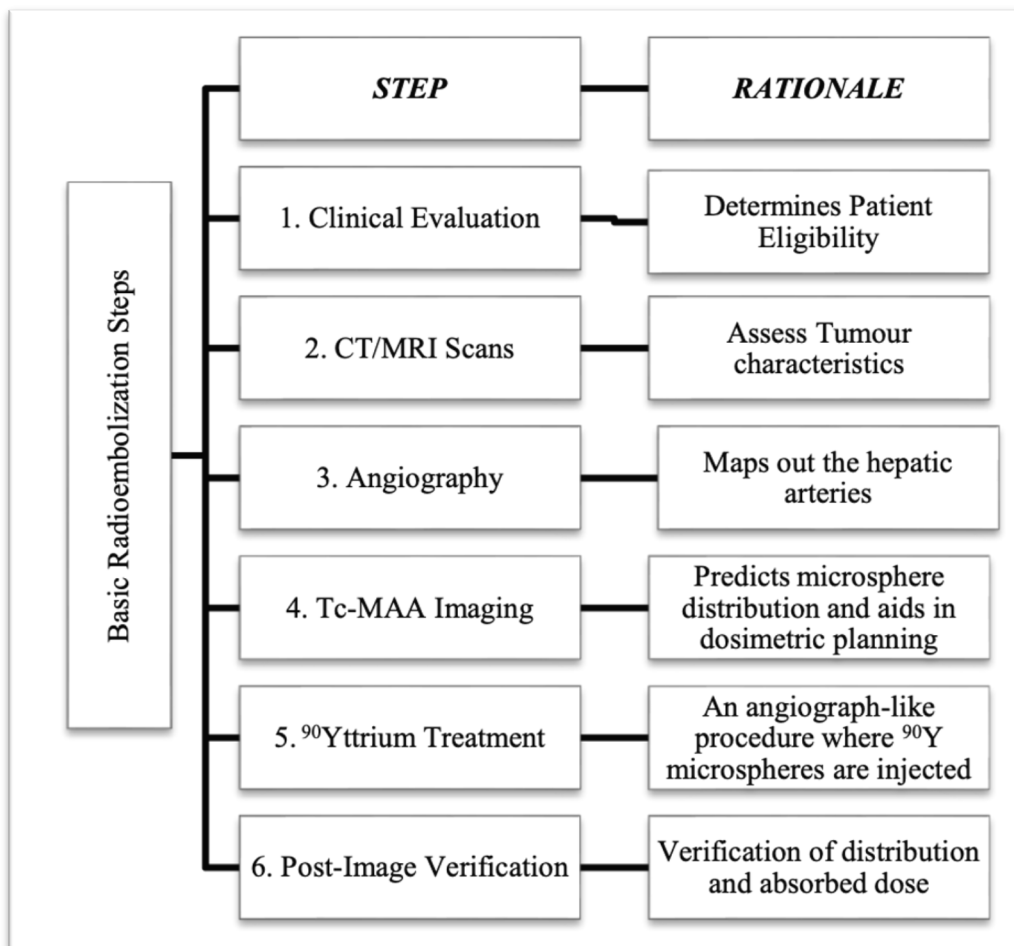 Basic Radioembolization Steps
STEP
RATIONALE
1. Clinical Evaluation
Determines Patient
Eligibility
2. CT/MRI Scans
Assess Tumour
characteristics
3. Angiography
Maps out the hepatic
arteries
4. Tc-MAA Imaging
Predicts microsphere
distribution and aids in
dosimetric planning
5. ⁹⁰Yttrium Treatment
An angiograph-like
procedure where ⁹⁰Y
microspheres are injected
6. Post-Image Verification
Verification of distribution
and absorbed dose